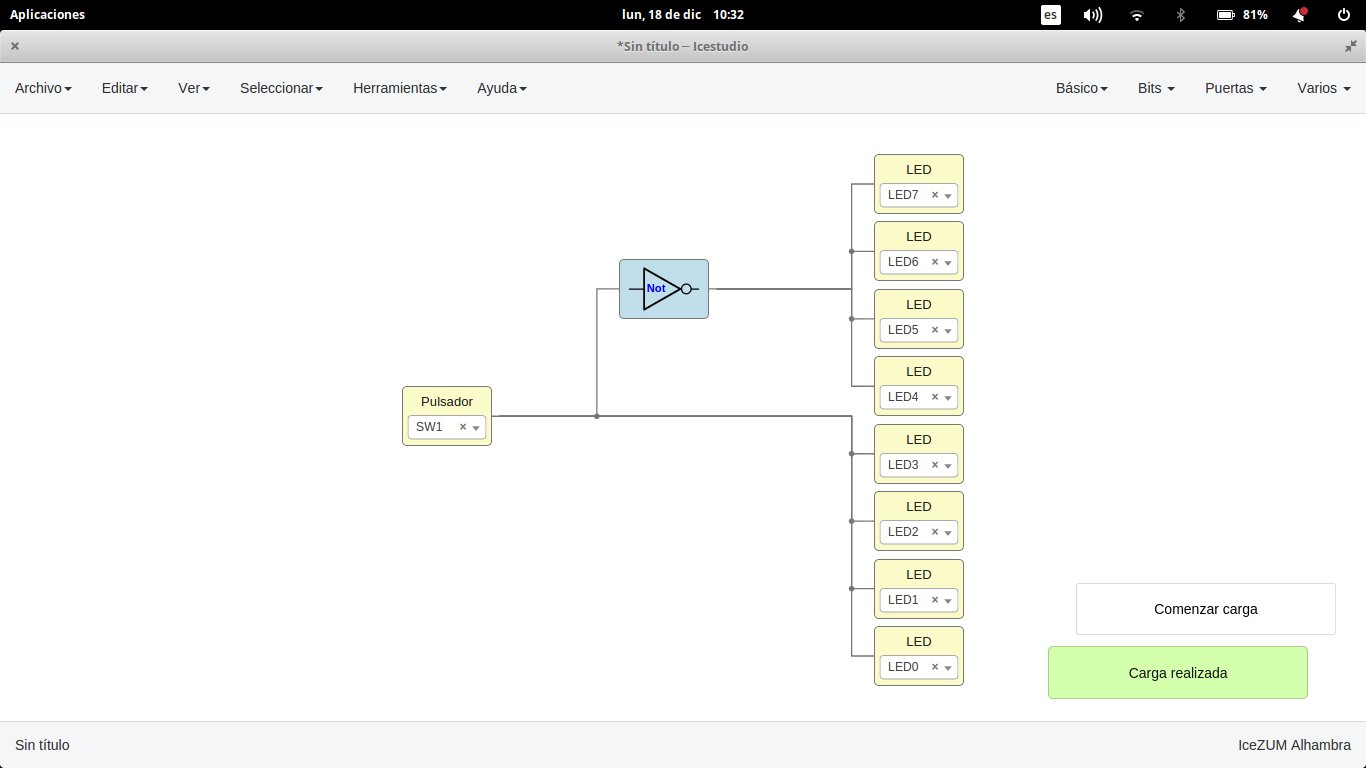 Aplicaciones
lun, 18 de dic 10:32
es
81%
*Sin título – Icestudio
Archivo
Editar
Ver
Seleccionar
Herramientas
Ayuda
Básico
Bits
Puertas
Varios
LED
LED7
LED
LED6
Not
LED
LED5
LED
LED4
Pulsador
SW1
LED
LED3
LED
LED2
LED
LED1
LED
LED0
Comenzar carga
Carga realizada
Sin título
IceZUM Alhambra